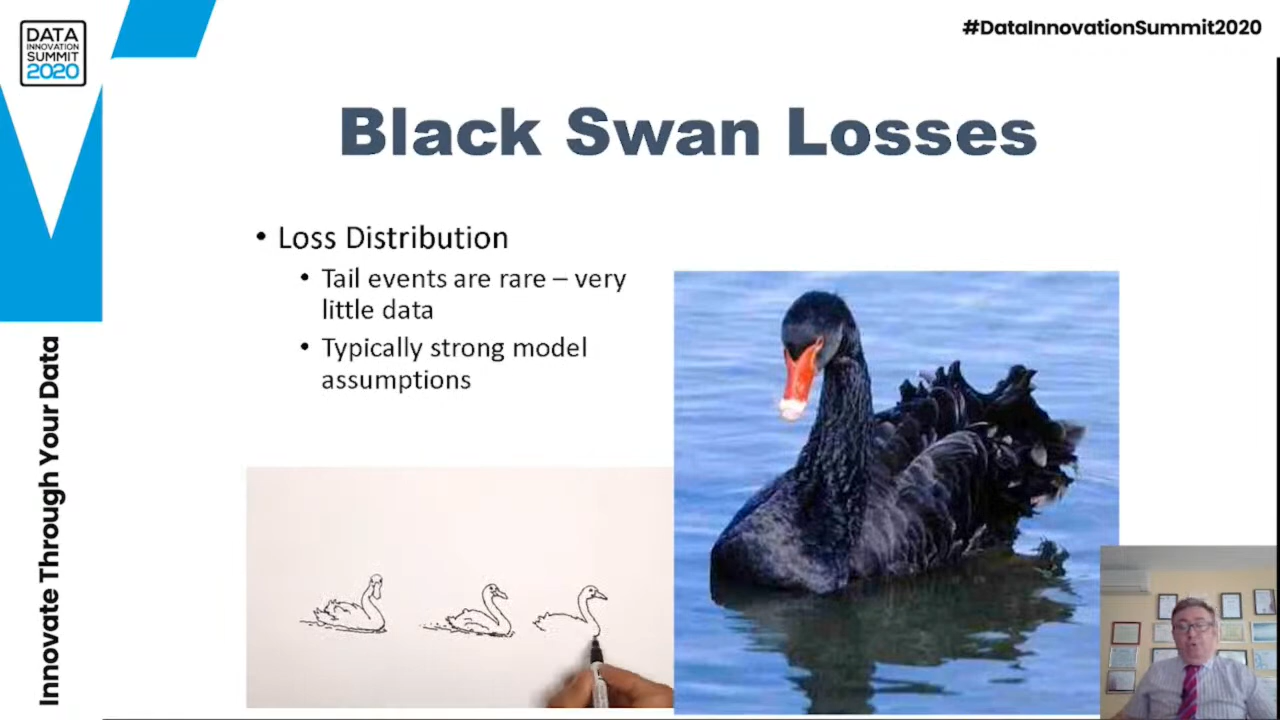 DATA
INNOVATION
SUMMIT
2020
#DataInnovationSummit2020
Black Swan Losses
• Loss Distribution
• Tail events are rare – very
little data
• Typically strong model
assumptions
Innovate Through Your Data